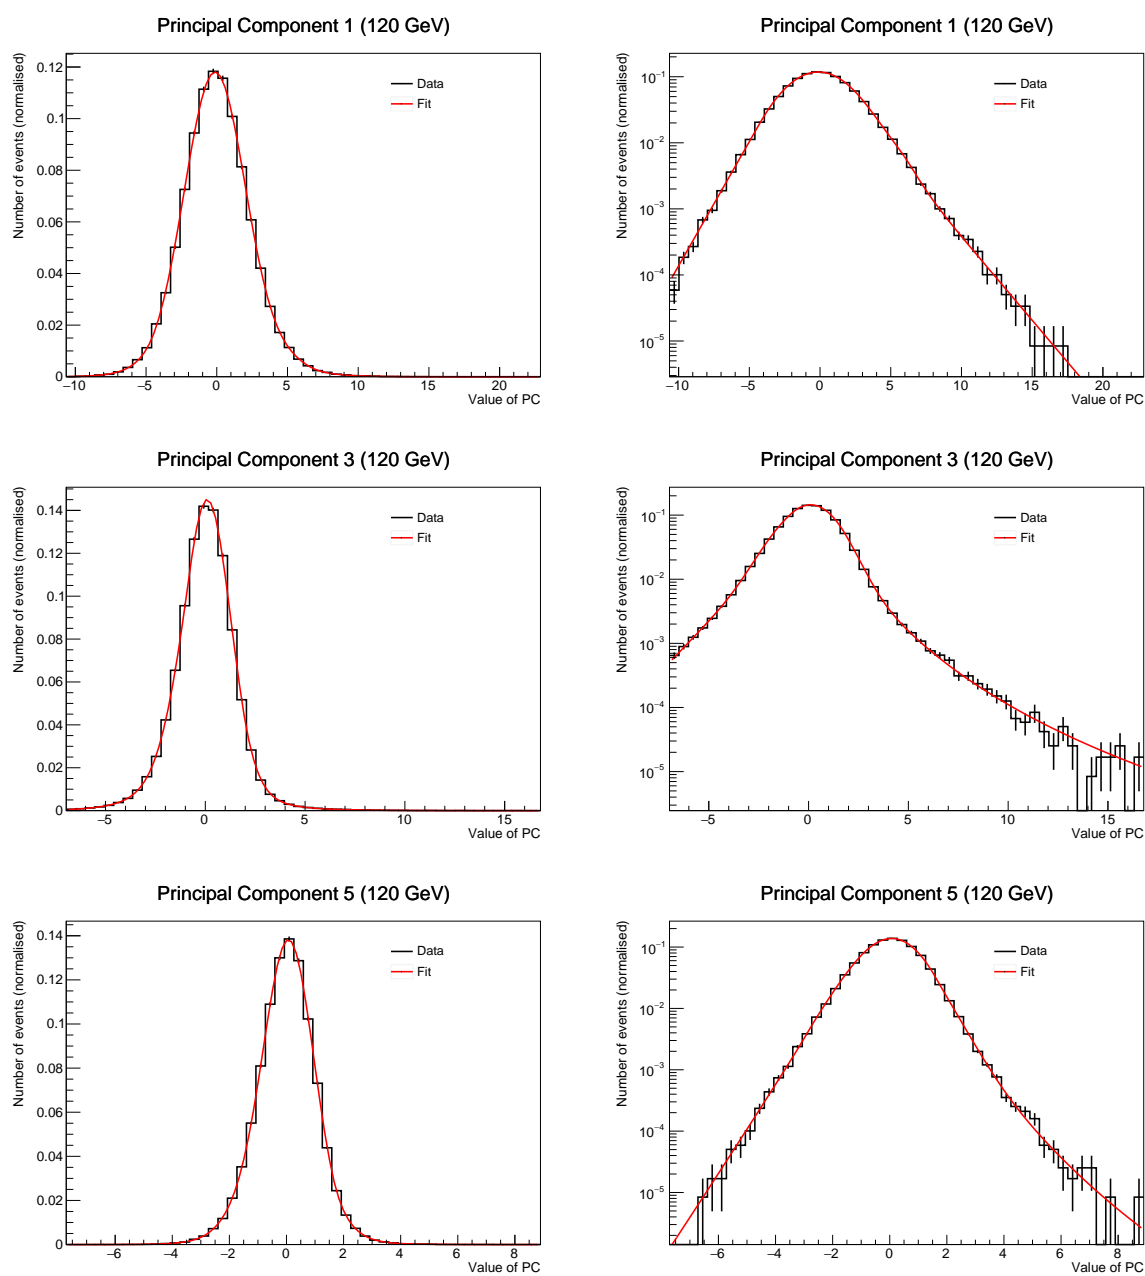 Principal Component 1 (120 GeV)
Number of events (normalised)
0.12
0.1
0.08
0.06
0.04
0.02
0
Data
Fit
−10 −5 0 5 10 15 20
Value of PC
Principal Component 1 (120 GeV)
Number of events (normalised)
10−1
10−2
10−3
10−4
10−5
Data
Fit
−10 −5 0 5 10 15 20
Value of PC
Principal Component 3 (120 GeV)
Number of events (normalised)
0.14
0.12
0.1
0.08
0.06
0.04
0.02
0
Data
Fit
−5 0 5 10 15
Value of PC
Principal Component 3 (120 GeV)
Number of events (normalised)
10−1
10−2
10−3
10−4
10−5
Data
Fit
−5 0 5 10 15
Value of PC
Principal Component 5 (120 GeV)
Number of events (normalised)
0.14
0.12
0.1
0.08
0.06
0.04
0.02
0
Data
Fit
−6 −4 −2 0 2 4 6 8
Value of PC
Principal Component 5 (120 GeV)
Number of events (normalised)
10−1
10−2
10−3
10−4
10−5
Data
Fit
−6 −4 −2 0 2 4 6 8
Value of PC